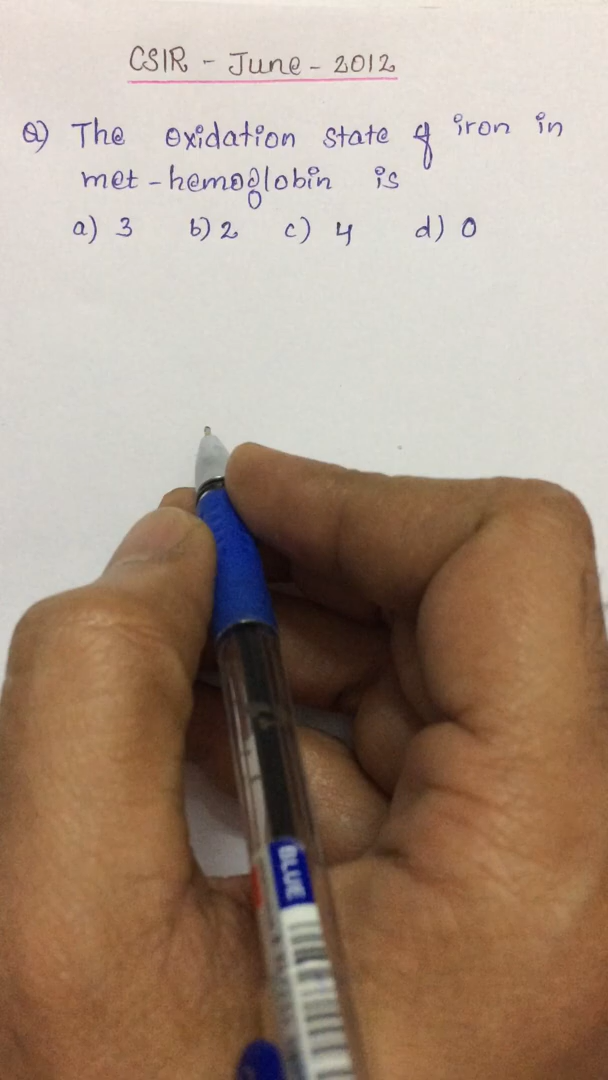 CSIR - June - 2012
Q) The oxidation state of iron in
met-hemoglobin is
a) 3 b) 2 c) 4 d) 0
BLUE